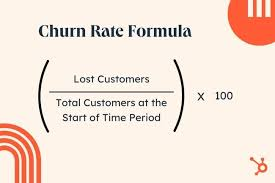 Churn Rate Formula
Lost Customers
Total Customers at the
Start of Time Period
X 100